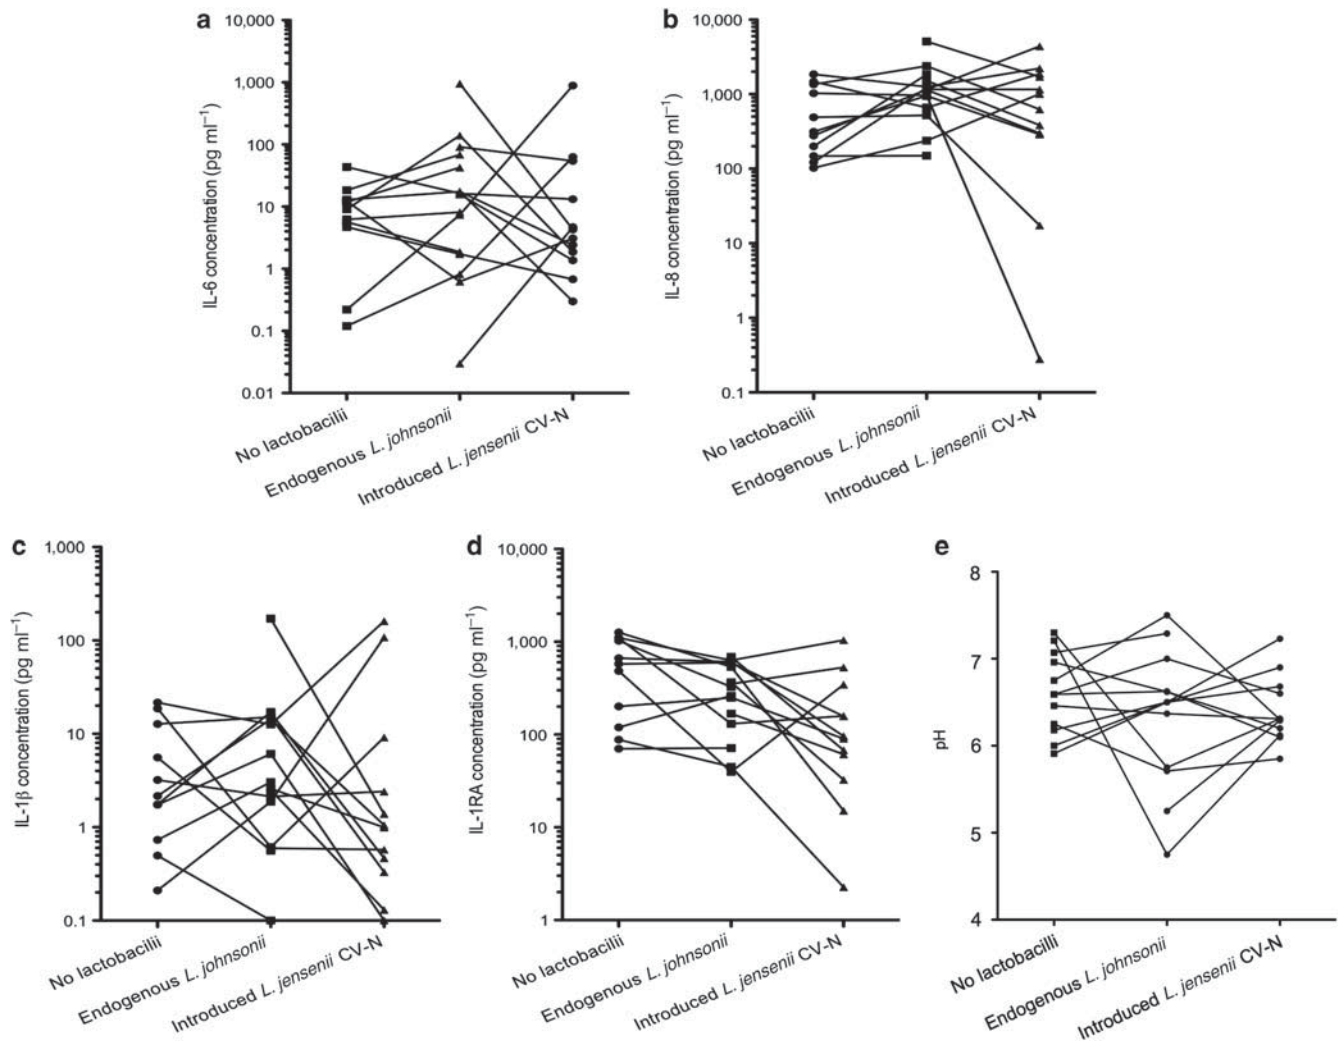 a
10,000
1,000
100
10
1
0.1
0.01
IL-6 concentration (pg ml−1)
No lactobacilii
Endogenous L. johnsonii
Introduced L. jensenii CV-N
b
10,000
1,000
100
10
1
0.1
IL-8 concentration (pg ml−1)
No lactobacilii
Endogenous L. johnsonii
Introduced L. jensenii CV-N
c
1,000
100
10
1
0.1
IL-1β concentration (pg ml−1)
No lactobacilii
Endogenous L. johnsonii
Introduced L. jensenii CV-N
d
10,000
1,000
100
10
1
IL-1RA concentration (pg ml−1)
No lactobacilii
Endogenous L. johnsonii
Introduced L. jensenii CV-N
e
8
7
6
5
4
pH
No lactobacilli
Endogenous L. johnsonii
Introduced L. jensenii CV-N